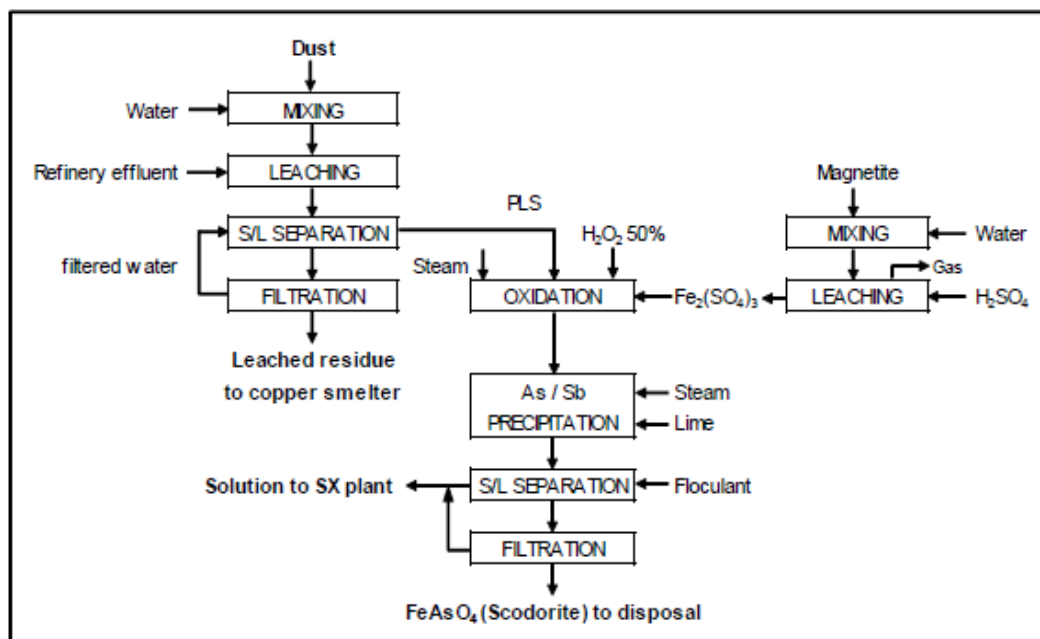 Dust
Water
MIXING
Refinery effluent
LEACHING
Magnetite
PLS
S/L SEPARATION
H₂O₂ 50%
MIXING
Water
filtered water
Steam
Gas
FILTRATION
OXIDATION
Fe₂(SO₄)₃
LEACHING
H₂SO₄
Leached residue
to copper smelter
As / Sb
PRECIPITATION
Steam
Lime
Solution to SX plant
S/L SEPARATION
Floculant
FILTRATION
FeAsO₄ (Scodorite) to disposal